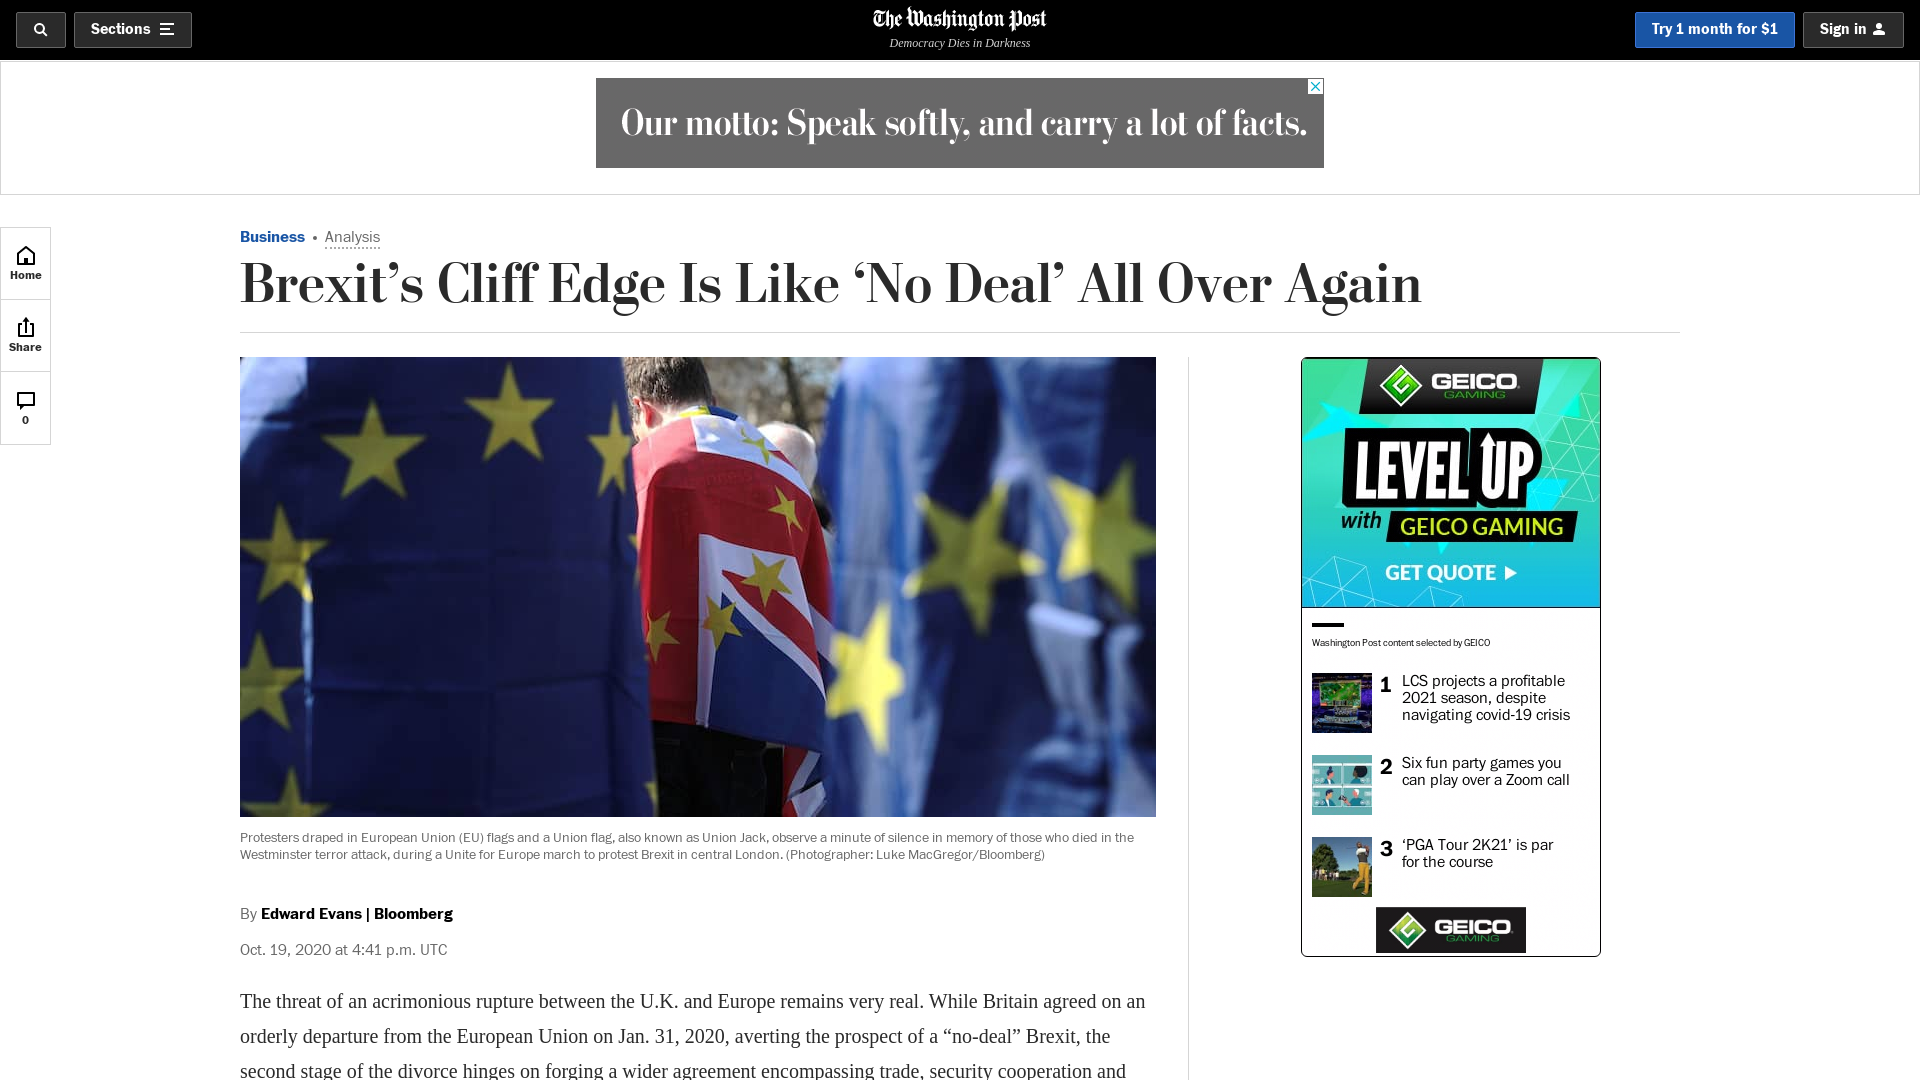 Sections
The Washington Post
Democracy Dies in Darkness
Try 1 month for $1
Sign in
Our motto: Speak softly, and carry a lot of facts.
Home
Share
0
Business • Analysis
Brexit’s Cliff Edge Is Like ‘No Deal’ All Over Again
Protesters draped in European Union (EU) flags and a Union flag, also known as Union Jack, observe a minute of silence in memory of those who died in the
Westminster terror attack, during a Unite for Europe march to protest Brexit in central London. (Photographer: Luke MacGregor/Bloomberg)
By Edward Evans | Bloomberg
Oct. 19, 2020 at 4:41 p.m. UTC
The threat of an acrimonious rupture between the U.K. and Europe remains very real. While Britain agreed on an
orderly departure from the European Union on Jan. 31, 2020, averting the prospect of a “no-deal” Brexit, the
second stage of the divorce hinges on forging a wider agreement encompassing trade, security cooperation and
GEICO
GAMING
LEVEL UP
with GEICO GAMING
GET QUOTE
Washington Post content selected by GEICO
1 LCS projects a profitable
2021 season, despite
navigating covid-19 crisis
2 Six fun party games you
can play over a Zoom call
3 ‘PGA Tour 2K21’ is par
for the course
GEICO
GAMING